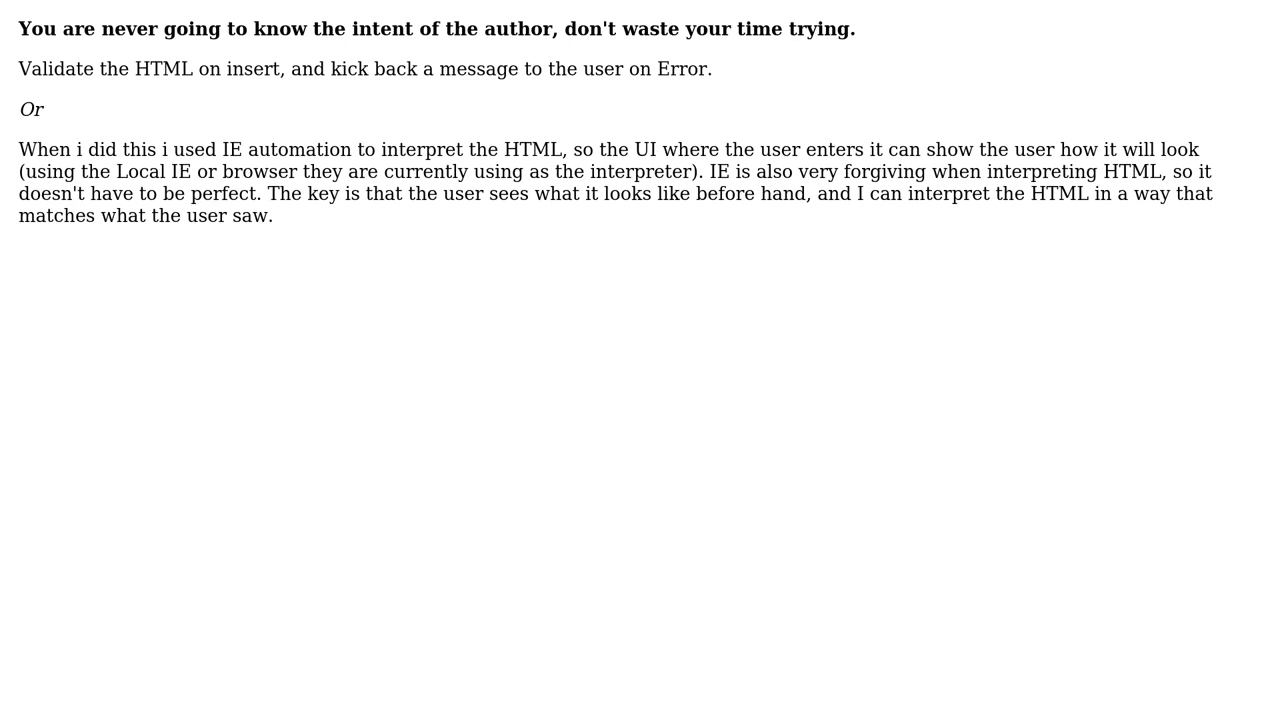 You are never going to know the intent of the author, don't waste your time trying.
Validate the HTML on insert, and kick back a message to the user on Error.
Or
When i did this i used IE automation to interpret the HTML, so the UI where the user enters it can show the user how it will look
(using the Local IE or browser they are currently using as the interpreter). IE is also very forgiving when interpreting HTML, so it
doesn't have to be perfect. The key is that the user sees what it looks like before hand, and I can interpret the HTML in a way that
matches what the user saw.